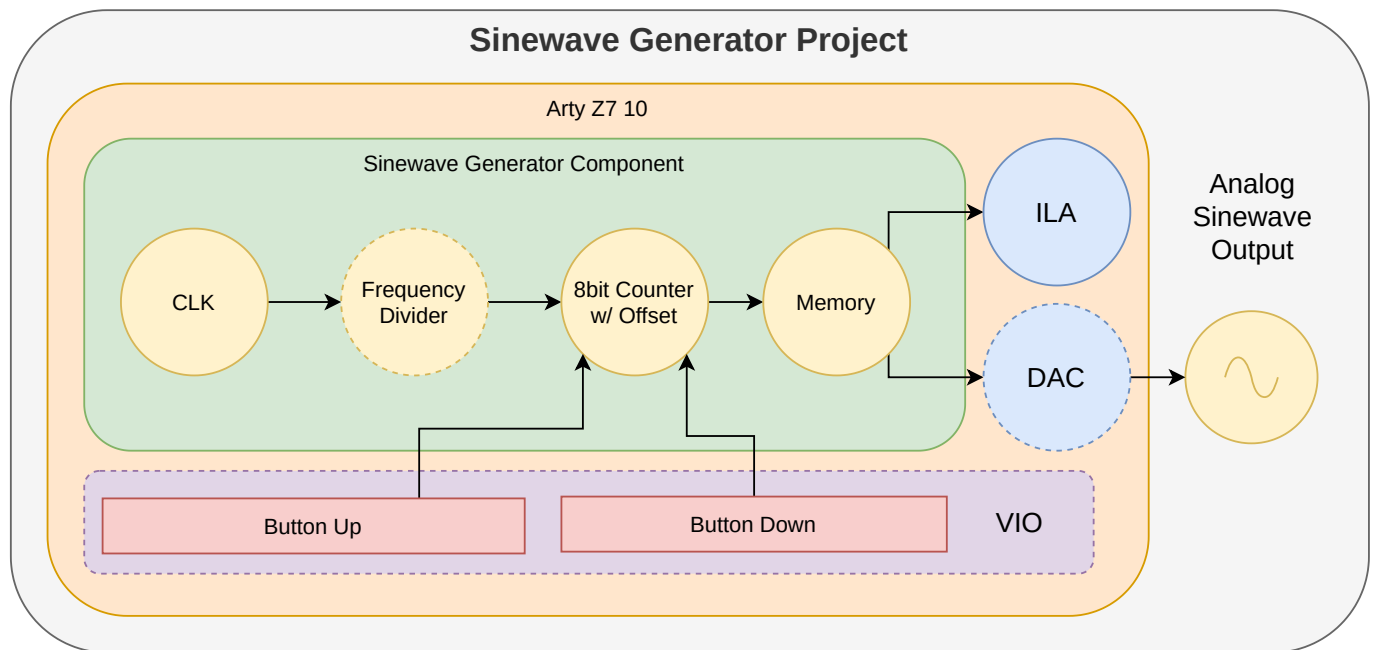 Sinewave Generator Project
Arty Z7 10
Sinewave Generator Component
CLK
Frequency
Divider
8bit Counter
w/ Offset
Memory
ILA
DAC
Analog
Sinewave
Output
Button Up
Button Down
VIO